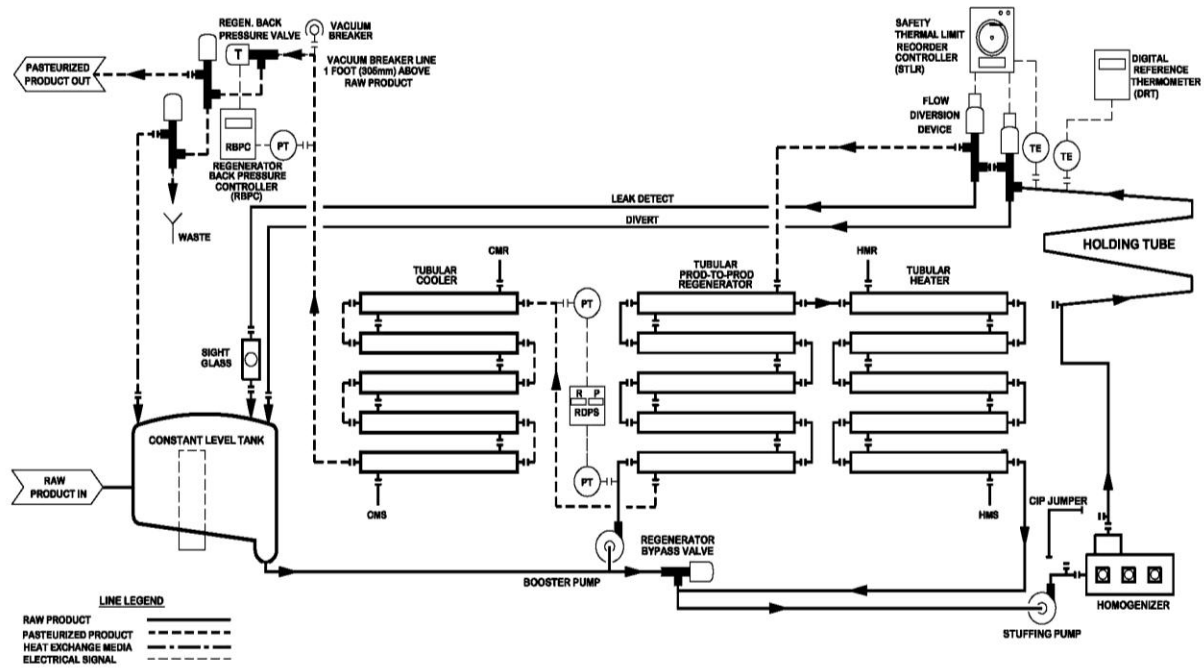 REGEN. BACK
PRESSURE VALVE
VACUUM
BREAKER
T
VACUUM BREAKER LINE
1 FOOT (305mm) ABOVE
RAW PRODUCT
PASTEURIZED
PRODUCT OUT
RBPC
PT
REGENERATOR
BACK PRESSURE
CONTROLLER
(RBPC)
WASTE
SAFETY
THERMAL LIMIT
RECORDER
CONTROLLER
(STLR)
DIGITAL
REFERENCE
THERMOMETER
(DRT)
FLOW
DIVERSION
DEVICE
TE
TE
LEAK DETECT
DIVERT
HOLDING TUBE
TUBULAR
COOLER
CMR
TUBULAR
PROD-TO-PROD
REGENERATOR
HMR
TUBULAR
HEATER
PT
SIGHT
GLASS
R P
RDPS
CONSTANT LEVEL TANK
PT
RAW
PRODUCT IN
CMS
HMS
CIP JUMPER
REGENERATOR
BYPASS VALVE
BOOSTER PUMP
HOMOGENIZER
STUFFING PUMP
LINE LEGEND
RAW PRODUCT
PASTEURIZED PRODUCT
HEAT EXCHANGE MEDIA
ELECTRICAL SIGNAL